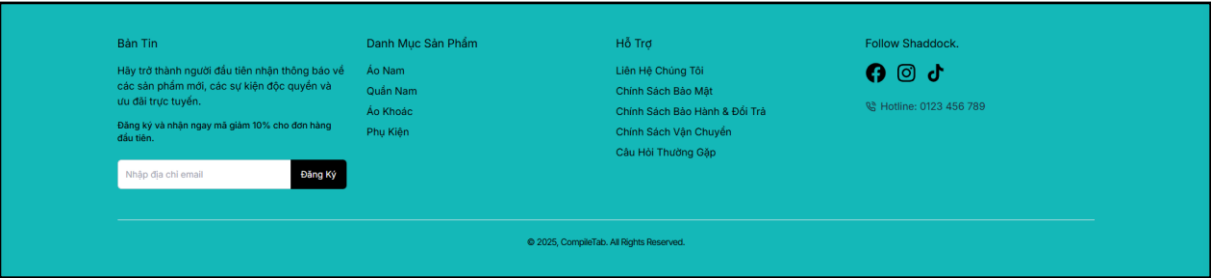 Bản Tin
Hãy trở thành người đầu tiên nhận thông báo về
các sản phẩm mới, các sự kiện độc quyền và
ưu đãi trực tuyến.
Đăng ký và nhận ngay mã giảm 10% cho đơn hàng
đầu tiên.
Nhập địa chỉ email
Đăng Ký
Danh Mục Sản Phẩm
Áo Nam
Quần Nam
Áo Khoác
Phụ Kiện
Hỗ Trợ
Liên Hệ Chúng Tôi
Chính Sách Bảo Mật
Chính Sách Bảo Hành & Đổi Trả
Chính Sách Vận Chuyển
Câu Hỏi Thường Gặp
Follow Shaddock.
Hotline: 0123 456 789
© 2025, CompileTab. All Rights Reserved.